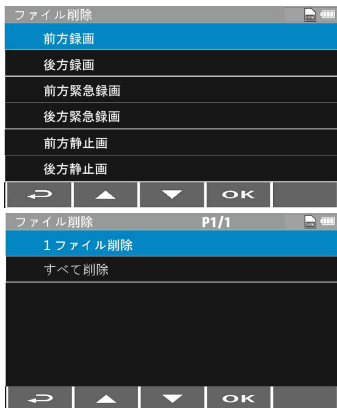 ファイル削除
前方録画
後方録画
前方緊急録画
後方緊急録画
前方静止画
後方静止画
OK
ファイル削除 P1/1
1ファイル削除
すべて削除
OK